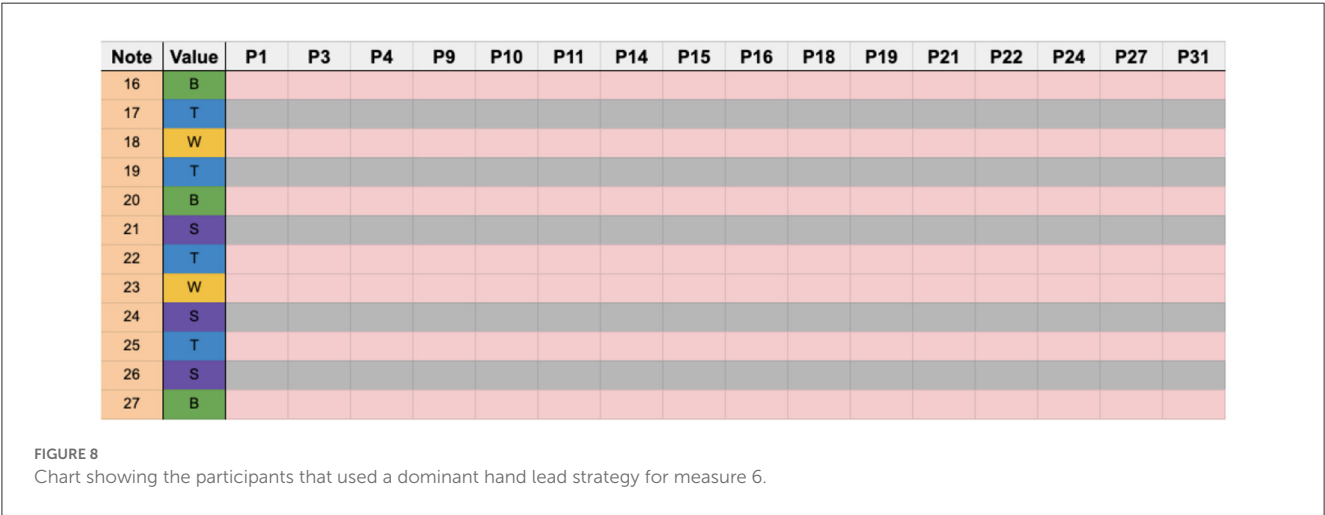 Note Value P1 P3 P4 P9 P10 P11 P14 P15 P16 P18 P19 P21 P22 P24 P27 P31
16 B
17 T
18 W
19 T
20 B
21 S
22 T
23 W
24 S
25 T
26 S
27 B
FIGURE 8
Chart showing the participants that used a dominant hand lead strategy for measure 6.